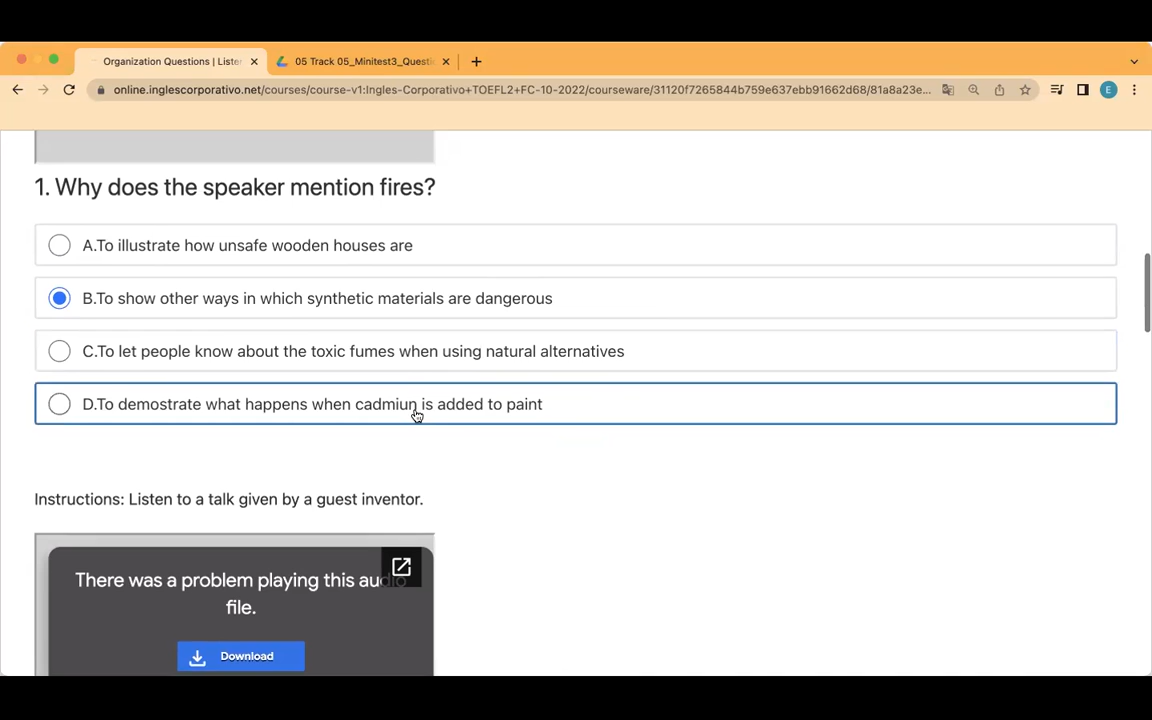 Organization Questions | Lister
05 Track 05_Minitest3_Questi
online.inglescorporativo.net/courses/course-v1:Ingles-Corporativo+TOEFL2+FC-10-2022/courseware/31120f7265844b759e637ebb91662d68/81a8a23e...
E
1. Why does the speaker mention fires?
A.To illustrate how unsafe wooden houses are
B.To show other ways in which synthetic materials are dangerous
C.To let people know about the toxic fumes when using natural alternatives
D.To demostrate what happens when cadmiun is added to paint
Instructions: Listen to a talk given by a guest inventor.
There was a problem playing this audio
file.
Download